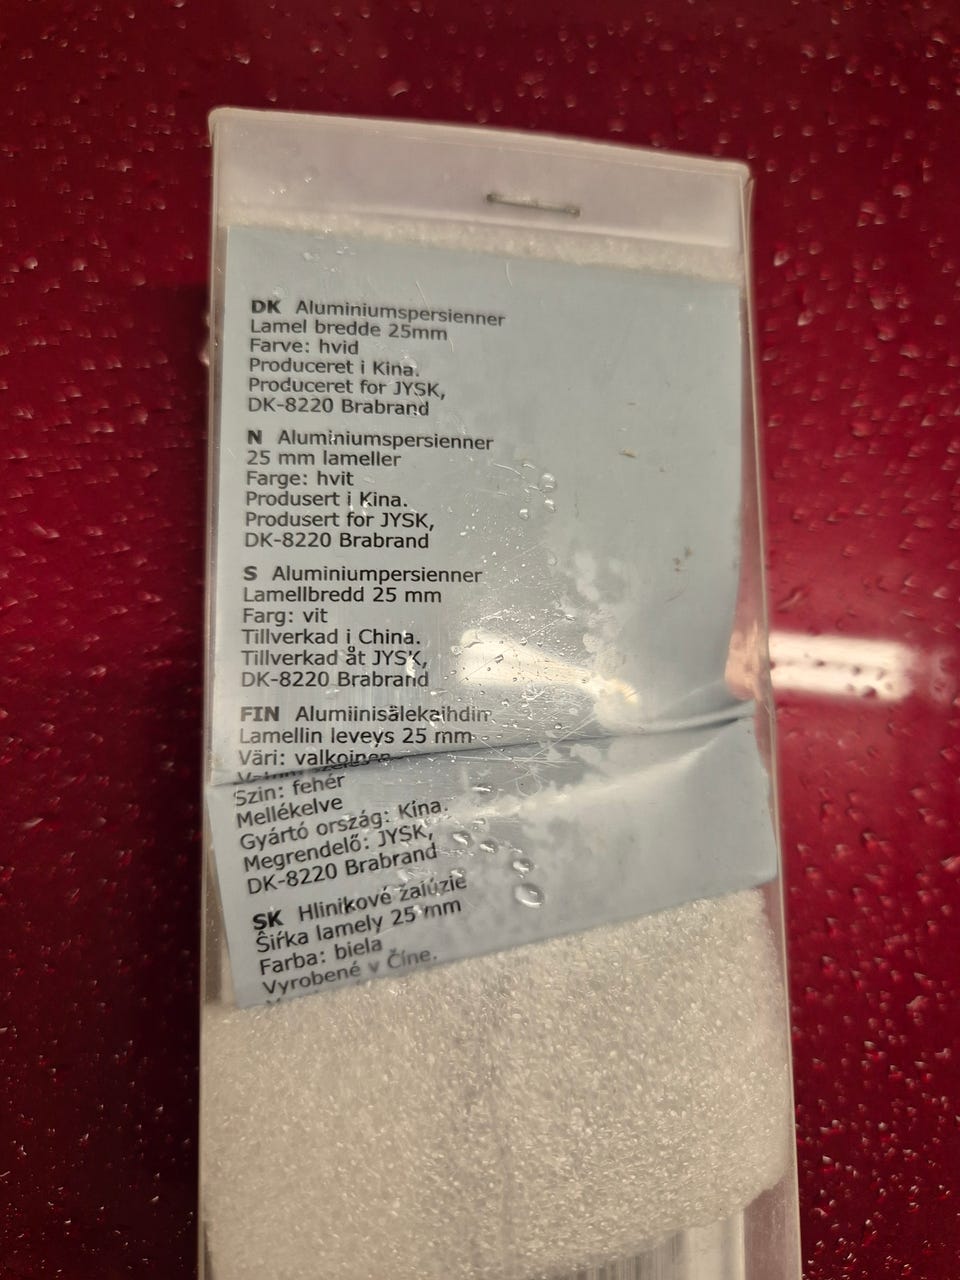 DK Aluminiumspersienner
Lamel bredde 25mm
Farve: hvid
Produceret i Kina.
Produceret for JYSK,
DK-8220 Brabrand
N Aluminiumspersienner
25 mm lameller
Farge: hvit
Produsert i Kina.
Produsert for JYSK,
DK-8220 Brabrand
S Aluminiumpersienner
Lamellbredd 25 mm
Farg: vit
Tillverkad i China.
Tillverkad åt JYSK,
DK-8220 Brabrand
FIN Alumiinisälekaihdin
Lamellin leveys 25 mm
Väri: valkoinen
Szin: fehér
Mellékelve
Gyártó ország: Kína.
Megrendelő: JYSK,
DK-8220 Brabrand
SK Hlinikové žalúzie
Šírka lamely 25 mm
Farba: biela
Vyrobené v Číne.